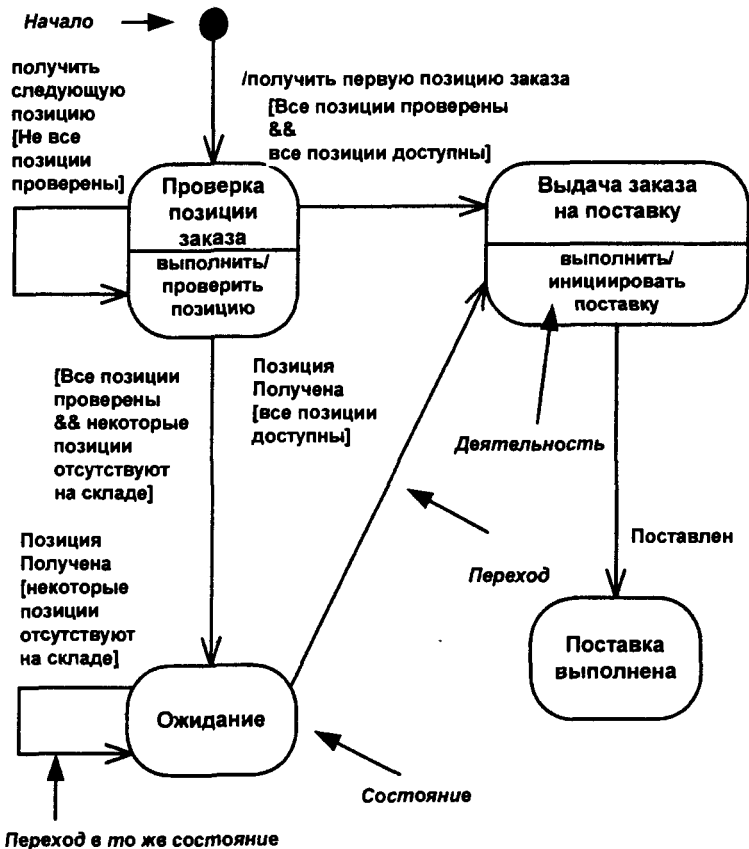 Начало
получить
следующую
позицию
[Не все
позиции
проверены]
/получить первую позицию заказа
[Все позиции проверены
&&
все позиции доступны]
Проверка
позиции
заказа
выполнить/
проверить
позицию
Выдача заказа
на поставку
выполнить/
инициировать
поставку
[Все позиции
проверены
&& некоторые
позиции
отсутствуют
на складе]
Позиция
Получена
[все позиции
доступны]
Деятельность
Позиция
Получена
[некоторые
позиции
отсутствуют
на складе]
Переход
Поставлен
Поставка
выполнена
Ожидание
Состояние
Переход в то жв состояние